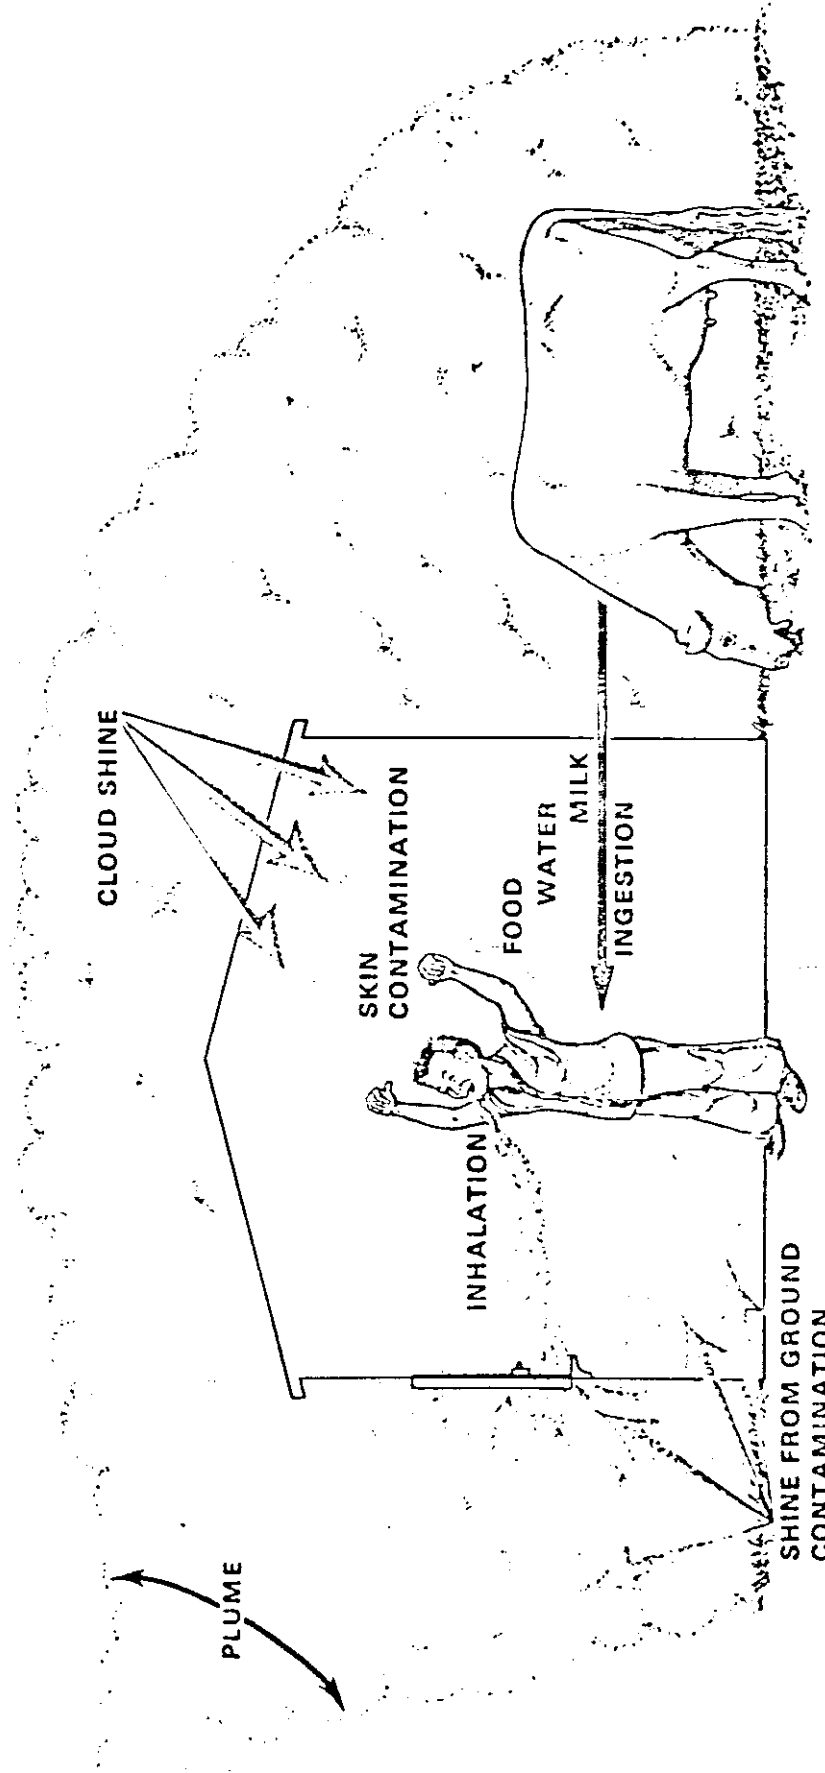 CLOUD SHINE
PLUME
SKIN
CONTAMINATION
INHALATION
FOOD
WATER
MILK
INGESTION
SHINE FROM GROUND
CONTAMINATION